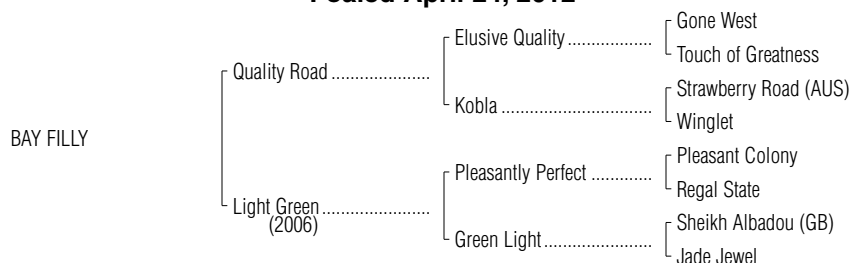 Foaled April 24, 2012
Gone West
Elusive Quality
Touch of Greatness
Quality Road
Strawberry Road (AUS)
Kobla
Winglet
BAY FILLY
Pleasant Colony
Pleasantly Perfect
Regal State
Light Green
(2006)
Sheikh Albadou (GB)
Green Light
Jade Jewel